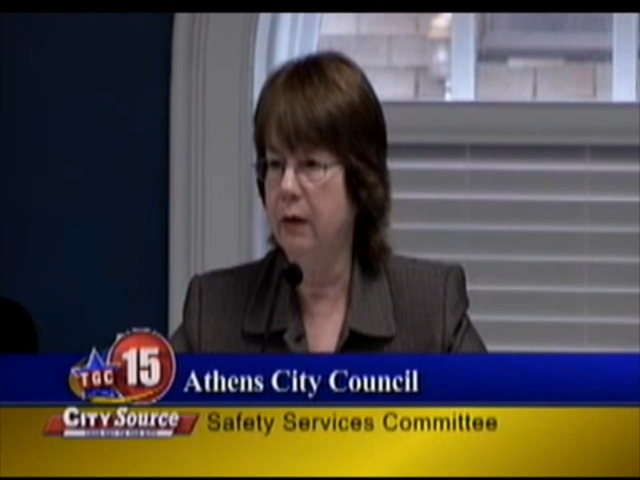 TGC 15
Athens City Council
CITY SOURCE
Safety Services Committee